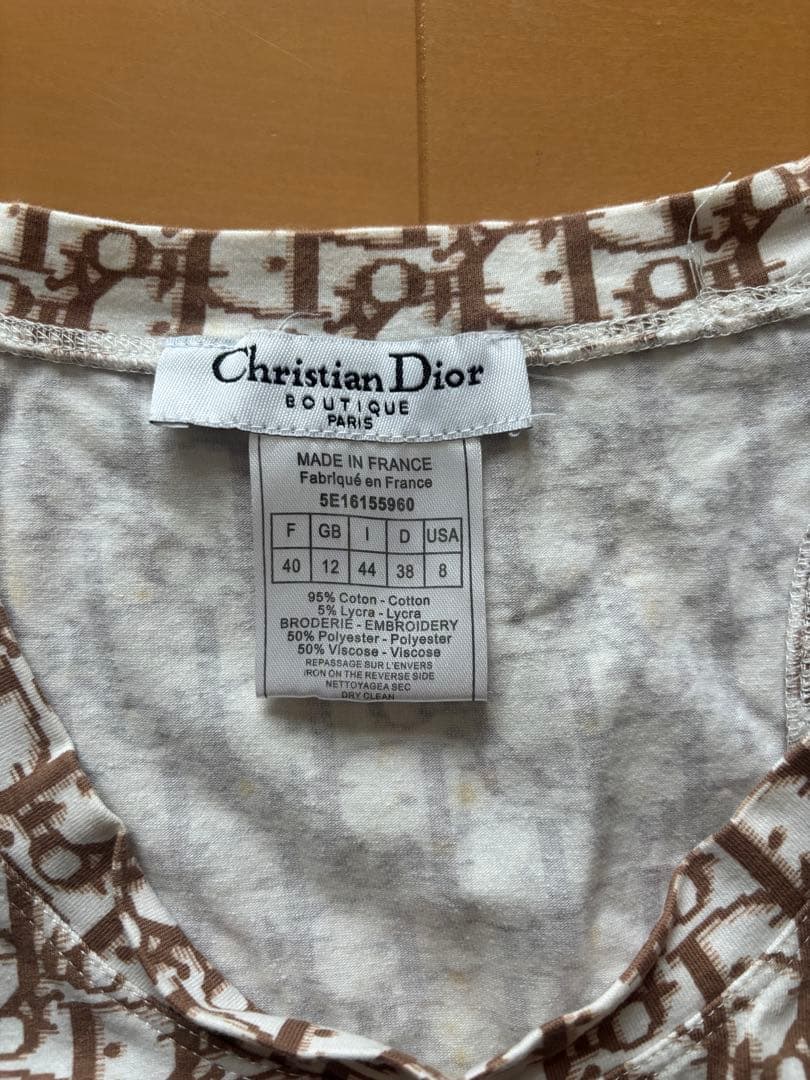 Christian Dior
BOUTIQUE
PARIS
MADE IN FRANCE
Fabriqué en France
5E16155960
F GB I D USA
40 12 44 38 8
95% Coton - Cotton
5% Lycra - Lycra
BRODERIE - EMBROIDERY
50% Polyester - Polyester
50% Viscose - Viscose
REPASSAGE SUR L'ENVERS
IRON ON THE REVERSE SIDE
NETTOYAGEA SEC
DRY CLEAN